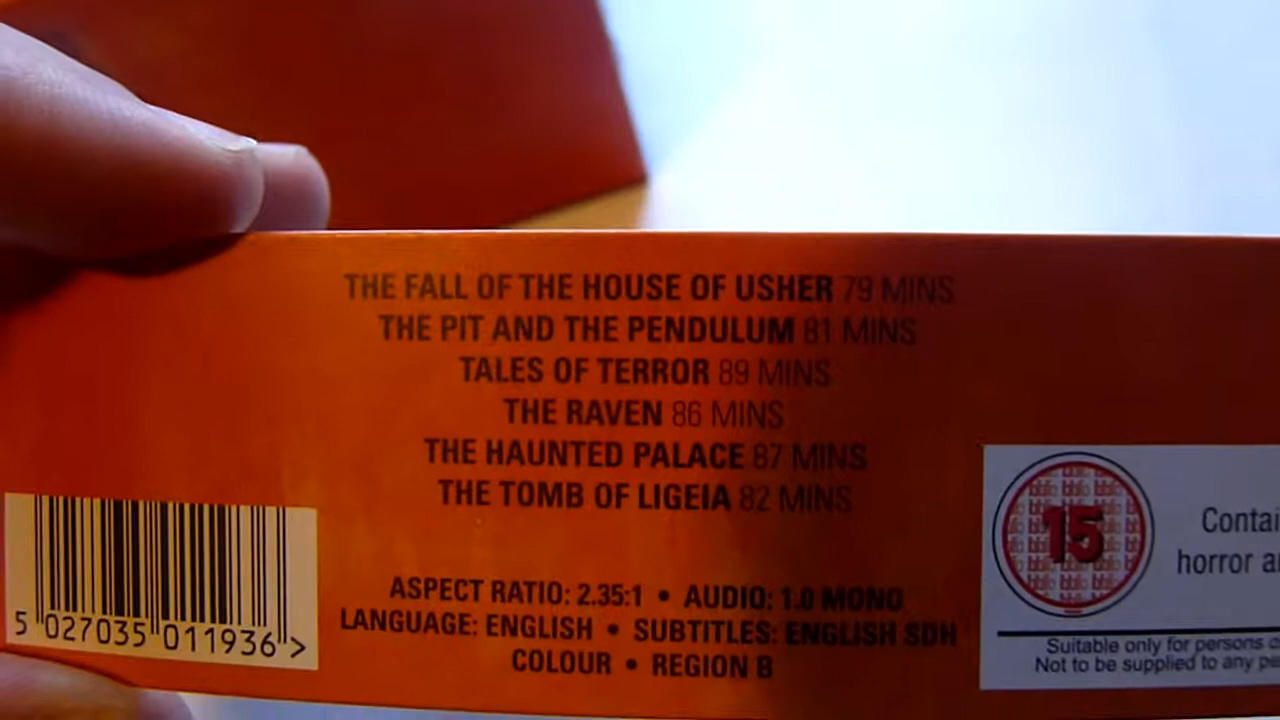 THE FALL OF THE HOUSE OF USHER 79 MINS
THE PIT AND THE PENDULUM 81 MINS
TALES OF TERROR 89 MINS
THE RAVEN 86 MINS
THE HAUNTED PALACE 87 MINS
THE TOMB OF LIGEIA 82 MINS
ASPECT RATIO: 2.35:1 • AUDIO: 1.0 MONO
LANGUAGE: ENGLISH • SUBTITLES: ENGLISH SDH
COLOUR • REGION B
5 027035 011936 >
15
Contai
horror a
Suitable only for persons o
Not to be supplied to any pe